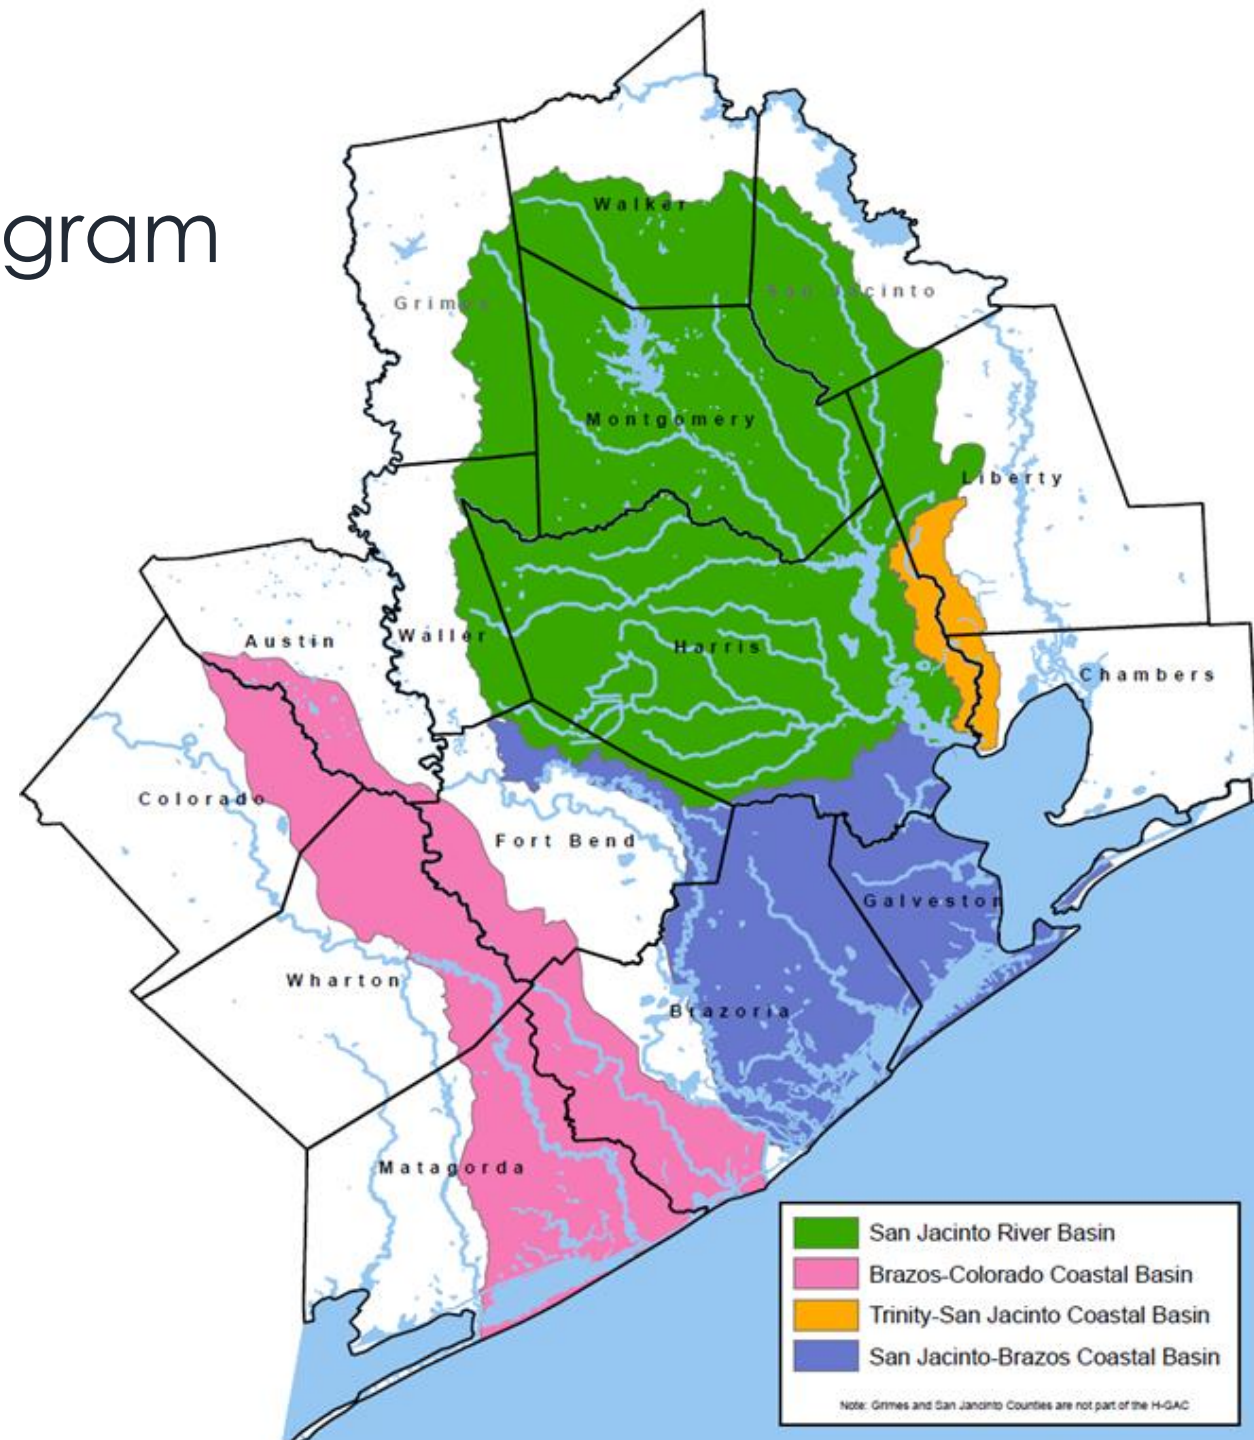 gram
Walker
San Jacinto
Grimes
Montgomery
Liberty
Austin
Waller
Harris
Chambers
Colorado
Fort Bend
Galveston
Wharton
Brazoria
Matagorda
San Jacinto River Basin
Brazos-Colorado Coastal Basin
Trinity-San Jacinto Coastal Basin
San Jacinto-Brazos Coastal Basin
Note: Grimes and San Jancinto Counties are not part of the H-GAC